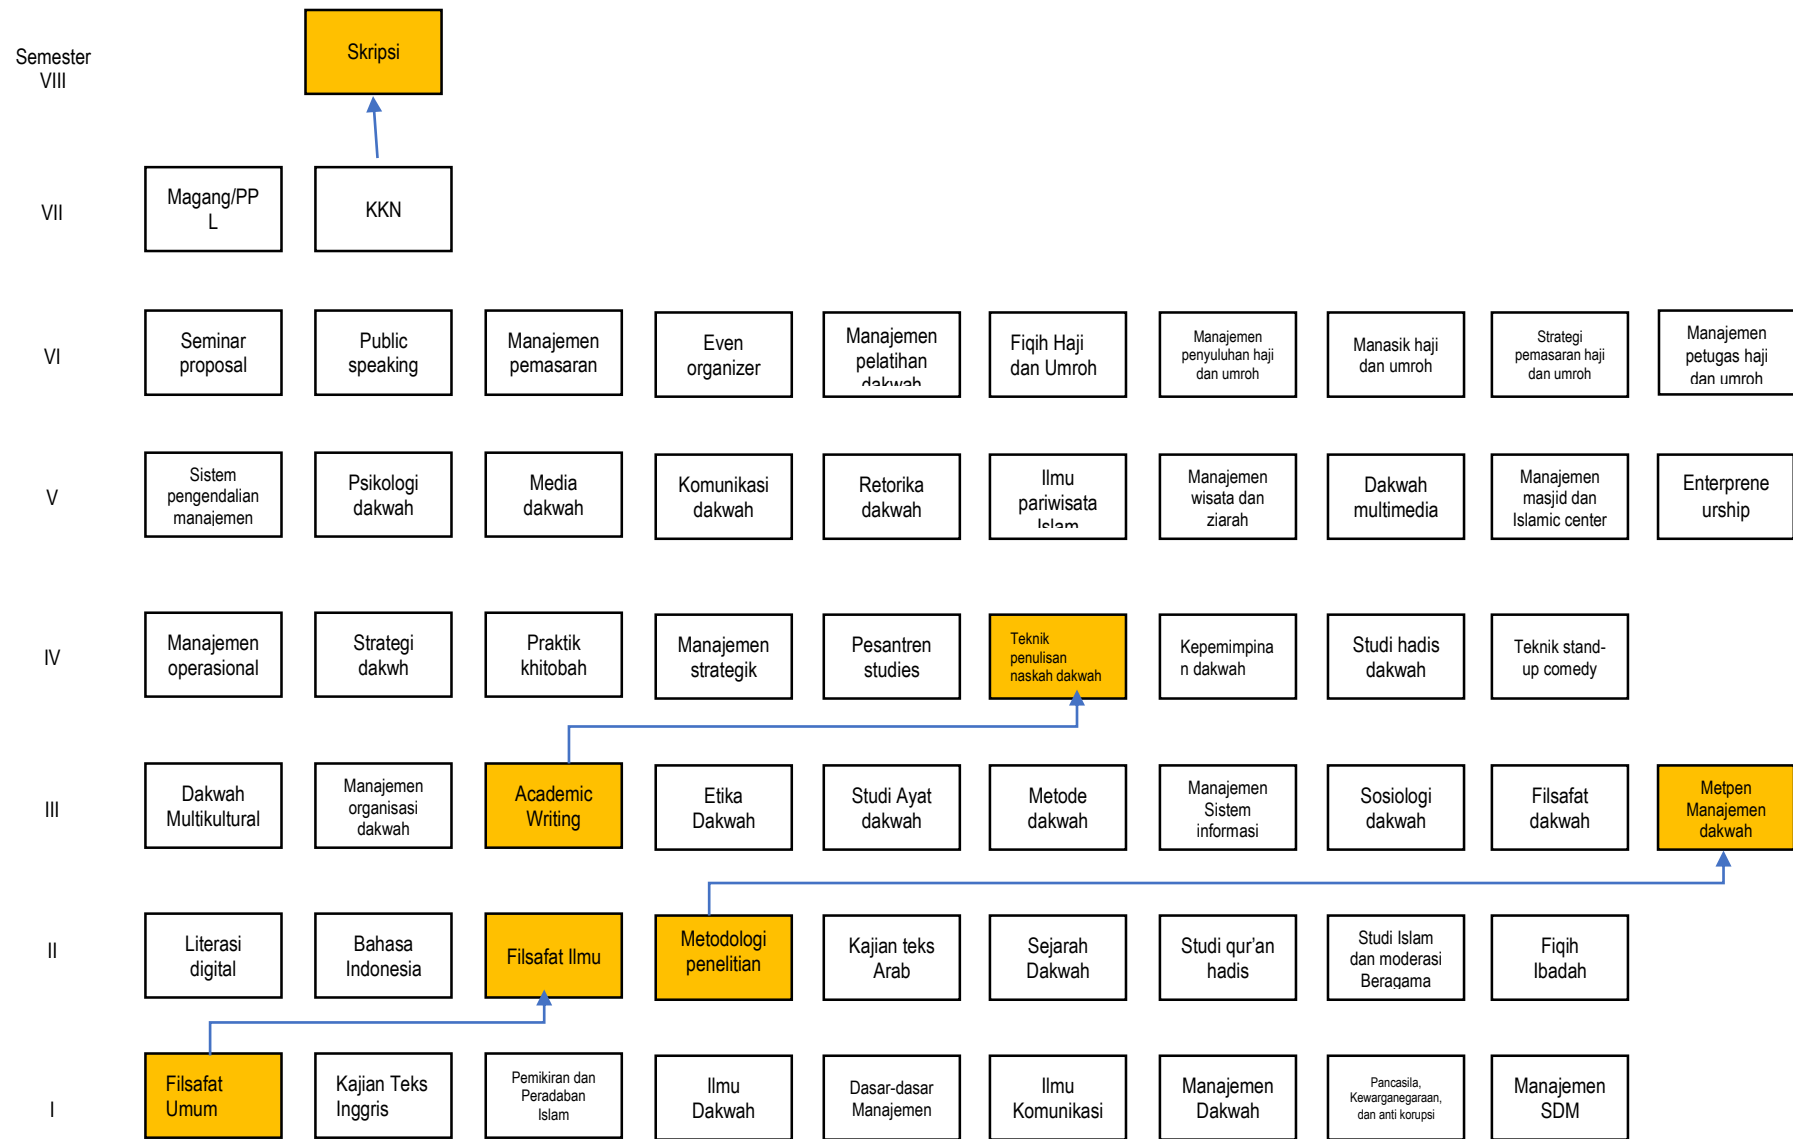 Semester
VIII
Skripsi
VII
Magang/PP
L
KKN
VI
Seminar
proposal
Public
speaking
Manajemen
pemasaran
Even
organizer
Manajemen
pelatihan
dakwah
Fiqih Haji
dan Umroh
Manajemen
penyuluhan haji
dan umroh
Manasik haji
dan umroh
Strategi
pemasaran haji
dan umroh
Manajemen
petugas haji
dan umroh
V
Sistem
pengendalian
manajemen
Psikologi
dakwah
Media
dakwah
Komunikasi
dakwah
Retorika
dakwah
Ilmu
pariwisata
Islam
Manajemen
wisata dan
ziarah
Dakwah
multimedia
Manajemen
masjid dan
Islamic center
Enterprene
urship
IV
Manajemen
operasional
Strategi
dakwh
Praktik
khitobah
Manajemen
strategik
Pesantren
studies
Teknik
penulisan
naskah dakwah
Kepemimpina
n dakwah
Studi hadis
dakwah
Teknik stand-
up comedy
III
Dakwah
Multikultural
Manajemen
organisasi
dakwah
Academic
Writing
Etika
Dakwah
Studi Ayat
dakwah
Metode
dakwah
Manajemen
Sistem
informasi
Sosiologi
dakwah
Filsafat
dakwah
Metpen
Manajemen
dakwah
II
Literasi
digital
Bahasa
Indonesia
Filsafat Ilmu
Metodologi
penelitian
Kajian teks
Arab
Sejarah
Dakwah
Studi qur’an
hadis
Studi Islam
dan moderasi
Beragama
Fiqih
Ibadah
I
Filsafat
Umum
Kajian Teks
Inggris
Pemikiran dan
Peradaban
Islam
Ilmu
Dakwah
Dasar-dasar
Manajemen
Ilmu
Komunikasi
Manajemen
Dakwah
Pancasila,
Kewarganegaraan,
dan anti korupsi
Manajemen
SDM